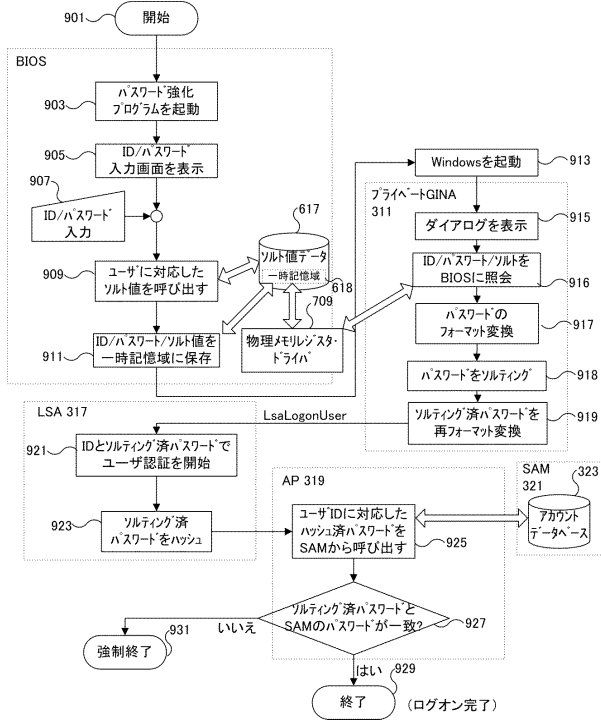 901
開始
BIOS
903
パスワード強化
プログラムを起動
905
ID/パスワード
入力画面を表示
907
ID/パスワード
入力
617
ソルト値データ
一時記憶域
618
909
ユーザに対応した
ソルト値を呼び出す
709
911
ID/パスワード/ソルト値を
一時記憶域に保存
物理メモリレジスタ・
ドライバ
Windowsを起動
913
プライベートGINA
311
ダイアログを表示
915
ID/パスワート/ソルトを
BIOSに照会
916
パスワードの
フォーマット変換
917
パスワードをソルティング
918
ソルティング済パスワードを
再フォーマット変換
919
LSA 317
LsaLogonUser
921
IDとソルティング済パスワードで
ユーザ認証を開始
923
ソルティング済
パスワードをハッシュ
AP 319
ユーザIDに対応した
ハッシュ済パスワードを
SAMから呼び出す
925
SAM
321
323
アカウント
データベース
ソルティング済パスワードと
SAMのパスワードが一致?
927
いいえ
931
強制終了
はい
929
終了
(ログオン完了)